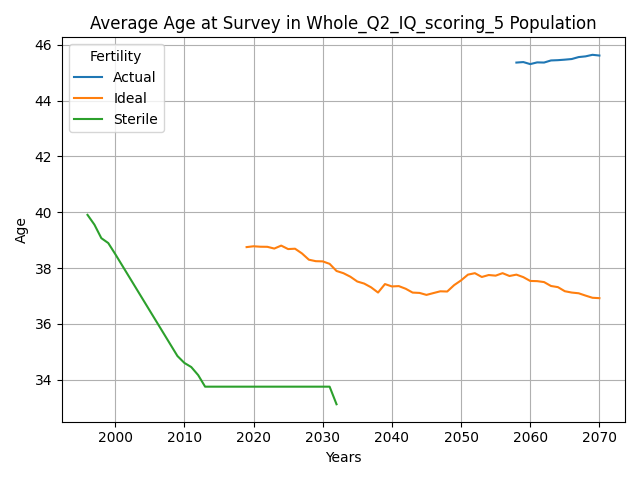 Average Age at Survey in Whole_Q2_IQ_scoring_5 Population
Fertility
Actual
Ideal
Sterile
Age
46
44
42
40
38
36
34
2000 2010 2020 2030 2040 2050 2060 2070
Years